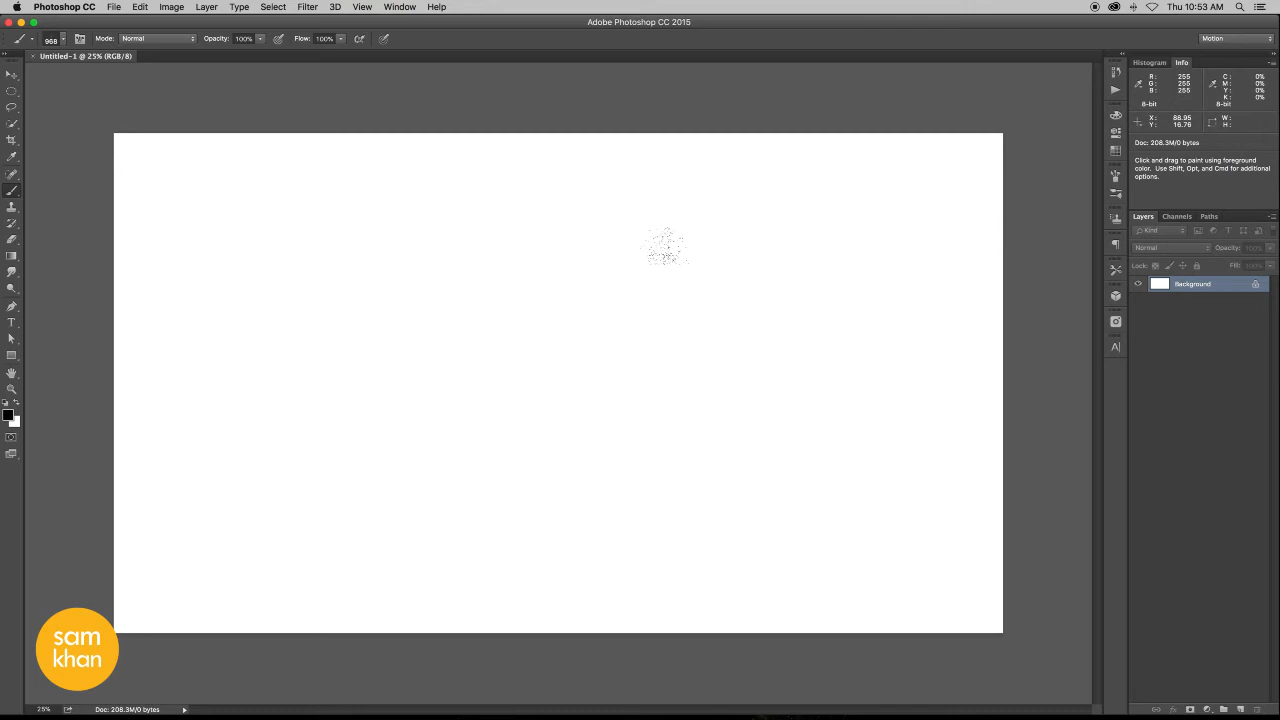 Photoshop CC File Edit Image Layer Type Select Filter 3D View Window Help Thu 10:53 AM
Adobe Photoshop CC 2015
968 Mode: Normal Opacity: 100% Flow: 100% Motion
× Untitled-1 @ 25% (RGB/8)
Histogram Info
R: 255 C: 0%
G: 255 M: 0%
B: 255 Y: 0%
K: 0%
8-bit 8-bit
X: 88.95 W:
Y: 16.76 H:
Doc: 208.3M/0 bytes
Click and drag to paint using foreground
color. Use Shift, Opt, and Cmd for additional
options.
Layers Channels Paths
Kind
Normal Opacity: 100%
Lock: Fill: 100%
Background
sam
khan
25% Doc: 208.3M/0 bytes